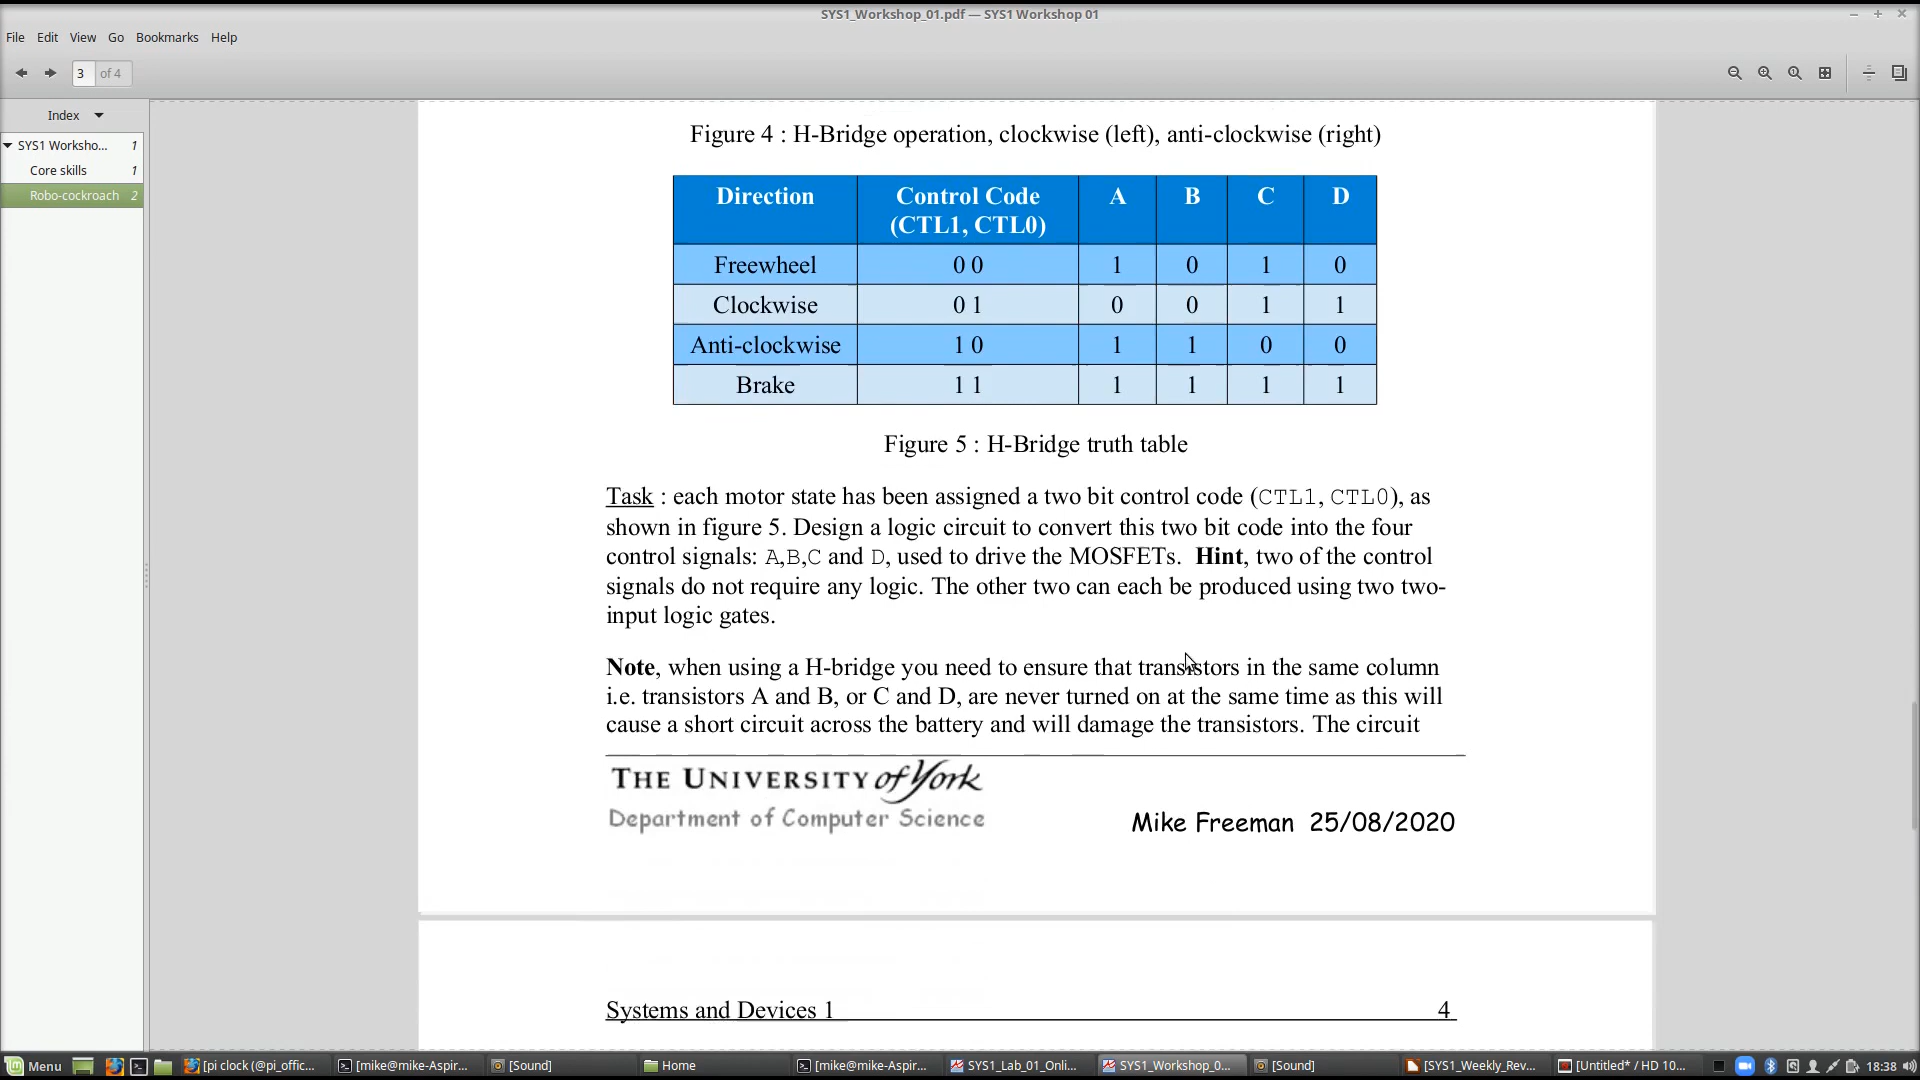 SYS1_Workshop_01.pdf — SYS1 Workshop 01
File Edit View Go Bookmarks Help
3 of 4
Index
SYS1 Worksho... 1
Core skills 1
Robo-cockroach 2
Figure 4 : H-Bridge operation, clockwise (left), anti-clockwise (right)
Direction Control Code (CTL1, CTL0) A B C D
Freewheel 0 0 1 0 1 0
Clockwise 0 1 0 0 1 1
Anti-clockwise 1 0 1 1 0 0
Brake 1 1 1 1 1 1
Figure 5 : H-Bridge truth table
Task : each motor state has been assigned a two bit control code (CTL1, CTL0), as
shown in figure 5. Design a logic circuit to convert this two bit code into the four
control signals: A,B,C and D, used to drive the MOSFETs. Hint, two of the control
signals do not require any logic. The other two can each be produced using two two-
input logic gates.
Note, when using a H-bridge you need to ensure that transistors in the same column
i.e. transistors A and B, or C and D, are never turned on at the same time as this will
cause a short circuit across the battery and will damage the transistors. The circuit
THE UNIVERSITY of York
Department of Computer Science
Mike Freeman 25/08/2020
Systems and Devices 1 4
Menu [pi clock (@pi_offic... [mike@mike-Aspir... [Sound] Home [mike@mike-Aspir... SYS1_Lab_01_Onli... SYS1_Workshop_0... [Sound] [SYS1_Weekly_Rev... [Untitled* / HD 10... 18:38